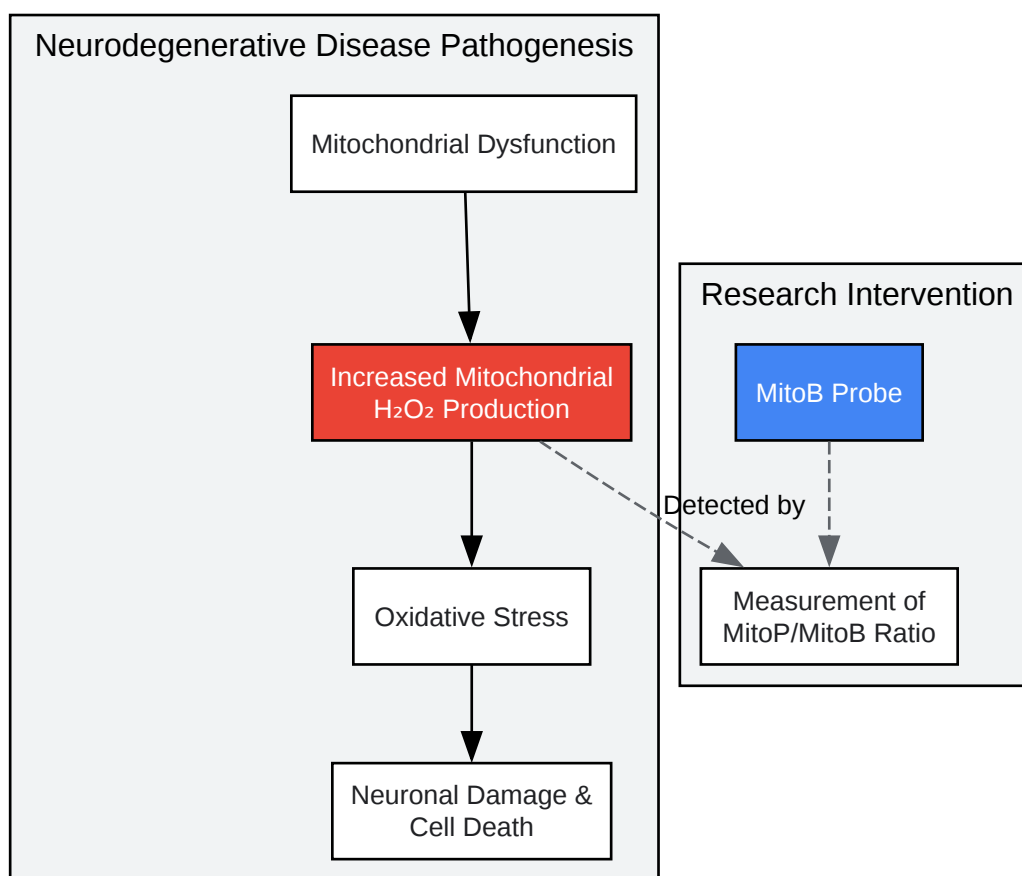 Neurodegenerative Disease Pathogenesis
Mitochondrial Dysfunction
Research Intervention
Increased Mitochondrial
H₂O₂ Production
MitoB Probe
Detected by
Oxidative Stress
Measurement of
MitoP/MitoB Ratio
Neuronal Damage &
Cell Death